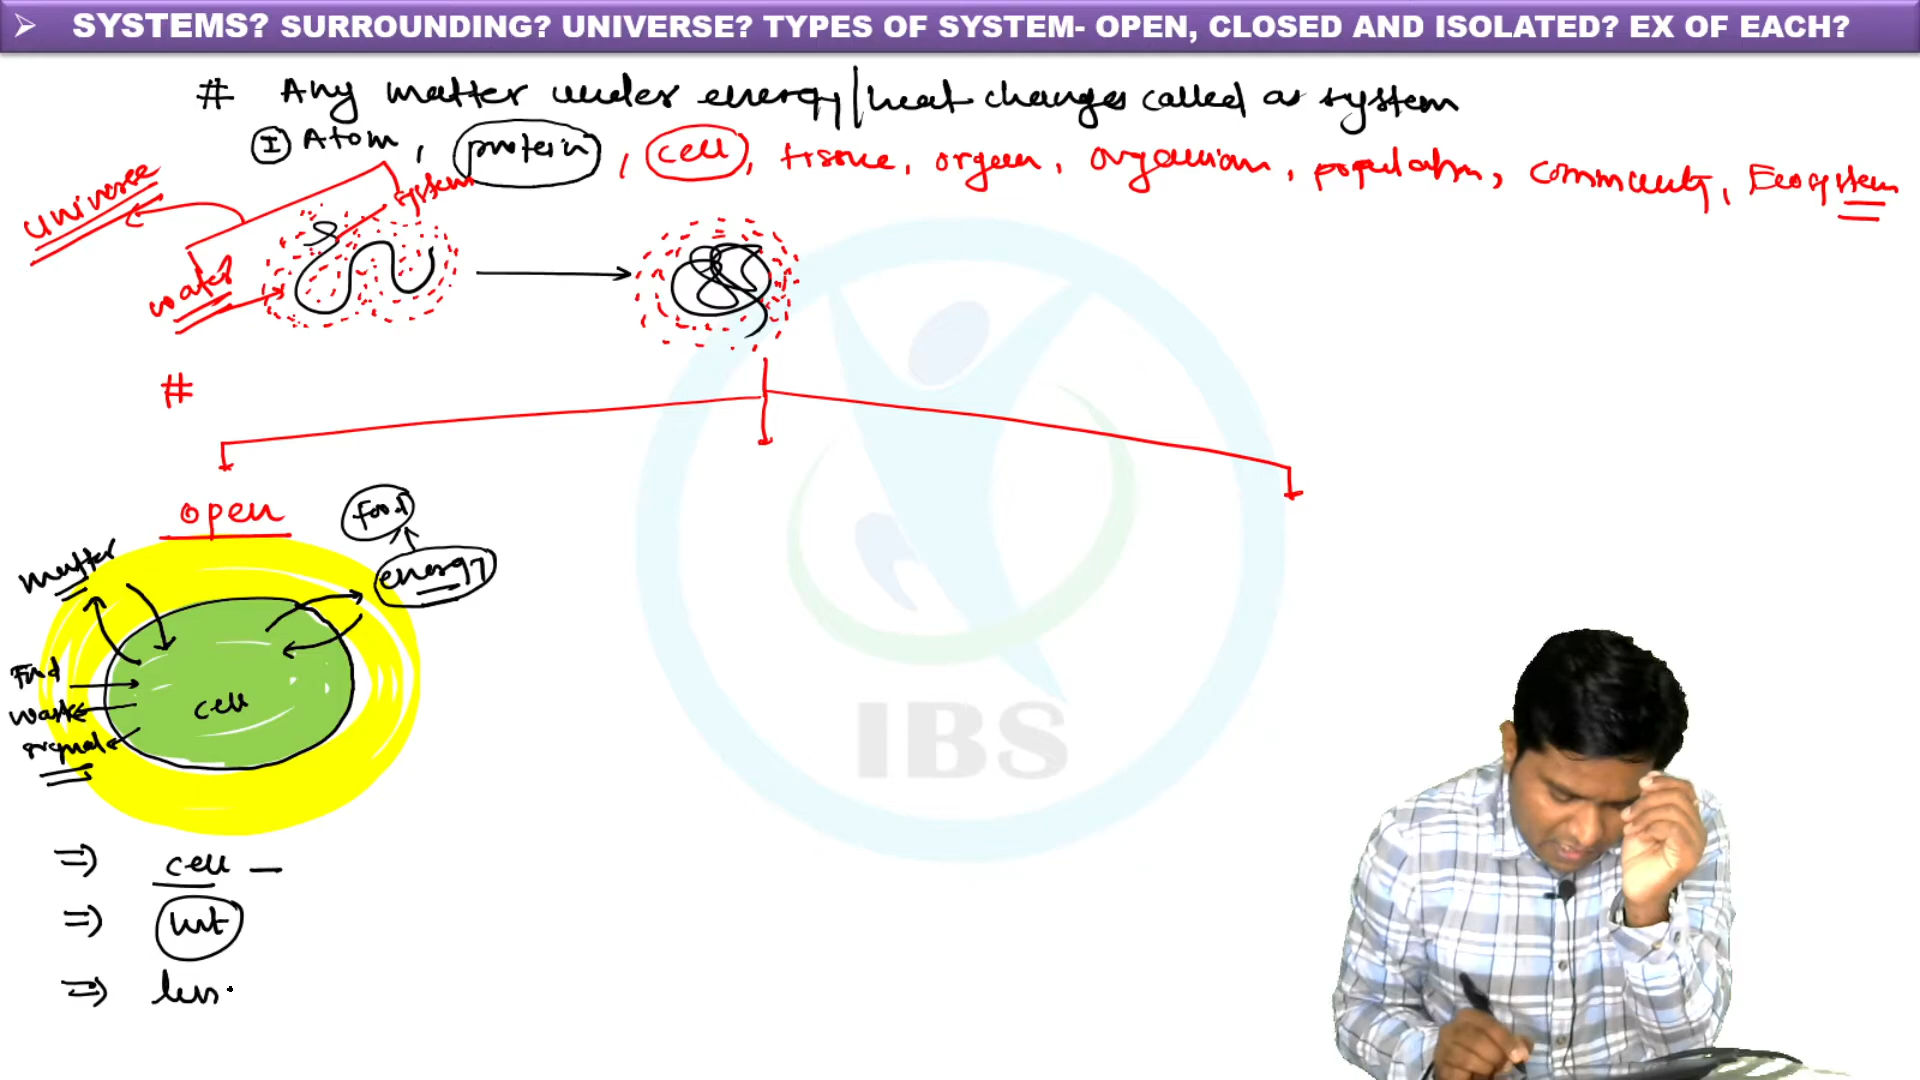 SYSTEMS? SURROUNDING? UNIVERSE? TYPES OF SYSTEM- OPEN, CLOSED AND ISOLATED? EX OF EACH?
# Any matter under energy/heat changes called as system
I Atom, protein, cell, tissue, organ, organism, population, community, Ecosystem
universe
system
water
#
open
food
matter
energy
Food
waste
signal
cell
IBS
⇒ cell —
⇒
⇒